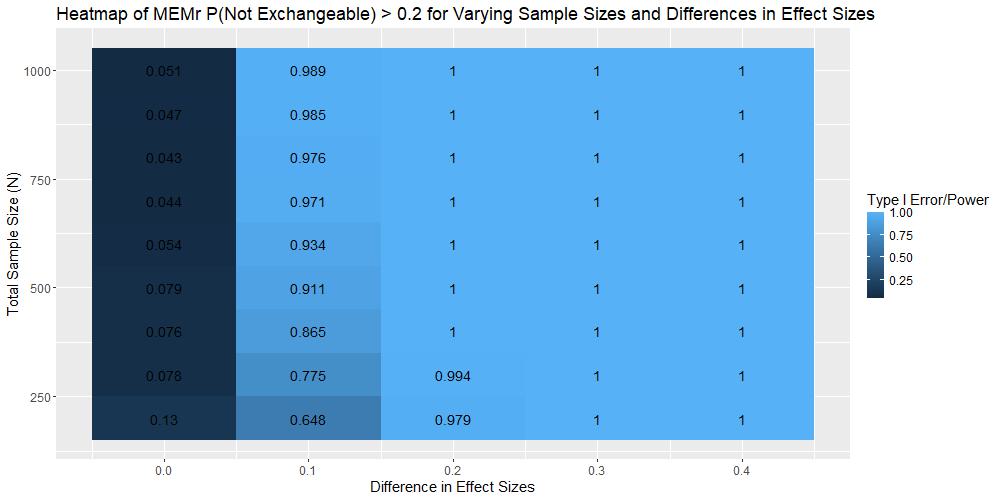 Heatmap of MEMr P(Not Exchangeable) > 0.2 for Varying Sample Sizes and Differences in Effect Sizes
Total Sample Size (N)
1000
750
500
250
0.051 0.989 1 1 1
0.047 0.985 1 1 1
0.043 0.976 1 1 1
0.044 0.971 1 1 1
0.054 0.934 1 1 1
0.079 0.911 1 1 1
0.076 0.865 1 1 1
0.078 0.775 0.994 1 1
0.13 0.648 0.979 1 1
0.0 0.1 0.2 0.3 0.4
Difference in Effect Sizes
Type I Error/Power
1.00
0.75
0.50
0.25